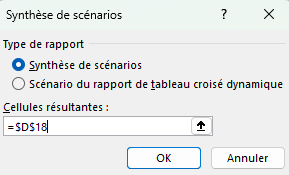 Synthèse de scénarios ? ×
Type de rapport
Synthèse de scénarios
Scénario du rapport de tableau croisé dynamique
Cellules résultantes :
=$D$18
OK Annuler